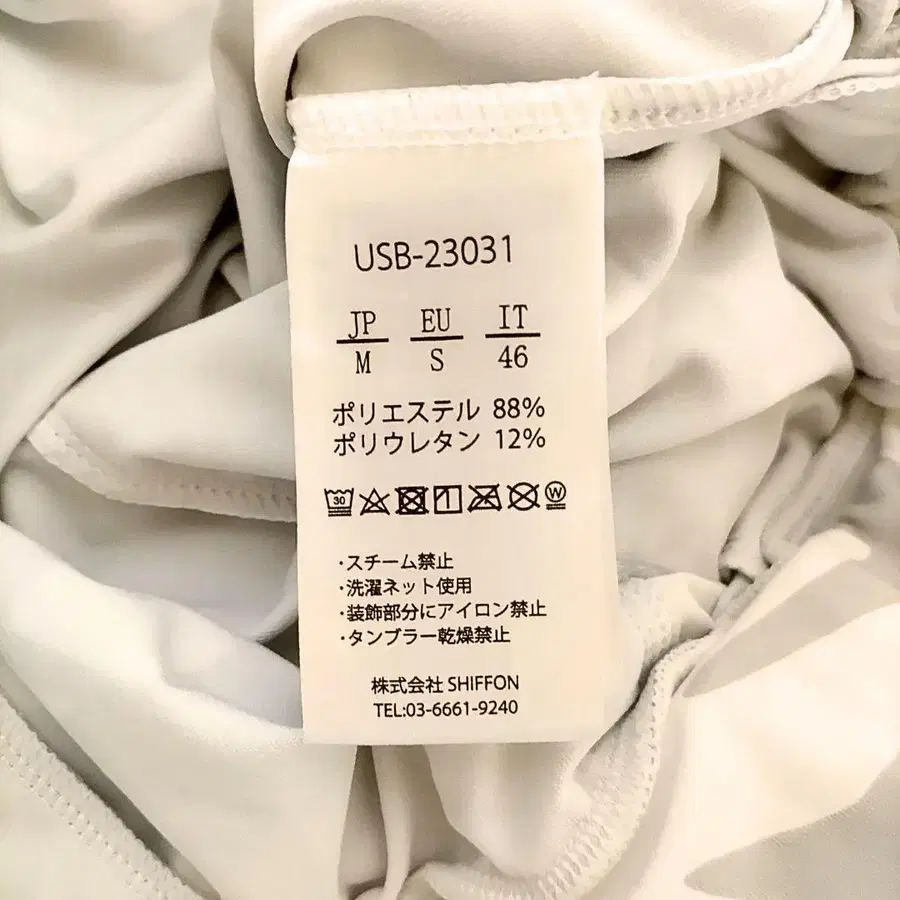 USB-23031
JP EU IT
M S 46
ポリエステル 88%
ポリウレタン 12%
30 W
・スチーム禁止
・洗濯ネット使用
・装飾部分にアイロン禁止
・タンブラー乾燥禁止
株式会社 SHIFFON
TEL:03-6661-9240